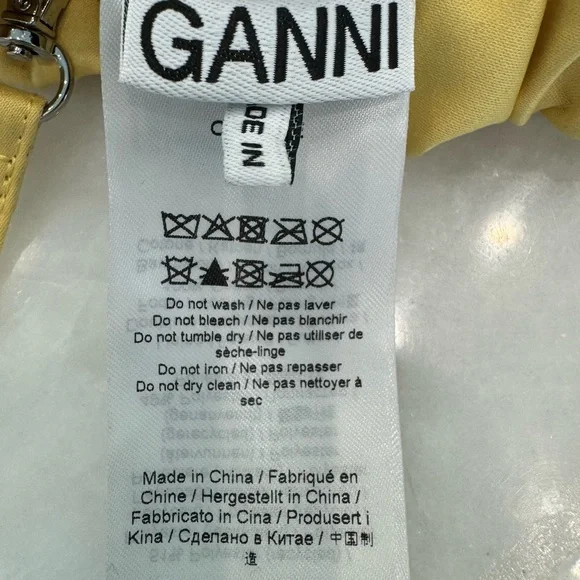 GANNI
DE IN
Do not wash / Ne pas laver
Do not bleach / Ne pas blanchir
Do not tumble dry / Ne pas utiliser de
sèche-linge
Do not iron / Ne pas repasser
Do not dry clean / Ne pas nettoyer à
sec
Made in China / Fabriqué en
Chine / Hergestellt in China /
Fabbricato in Cina / Produsert i
Kina / Сделано в Китае / 中国制
造